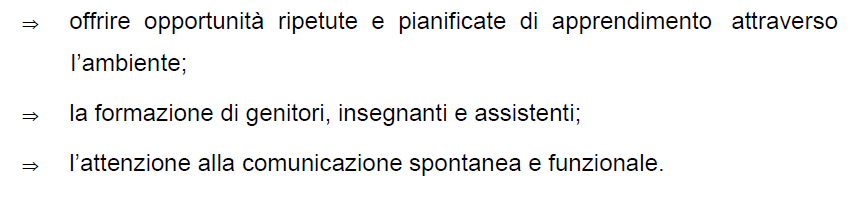 ⇒ offrire opportunità ripetute e pianificate di apprendimento attraverso
l’ambiente;
⇒ la formazione di genitori, insegnanti e assistenti;
⇒ l’attenzione alla comunicazione spontanea e funzionale.